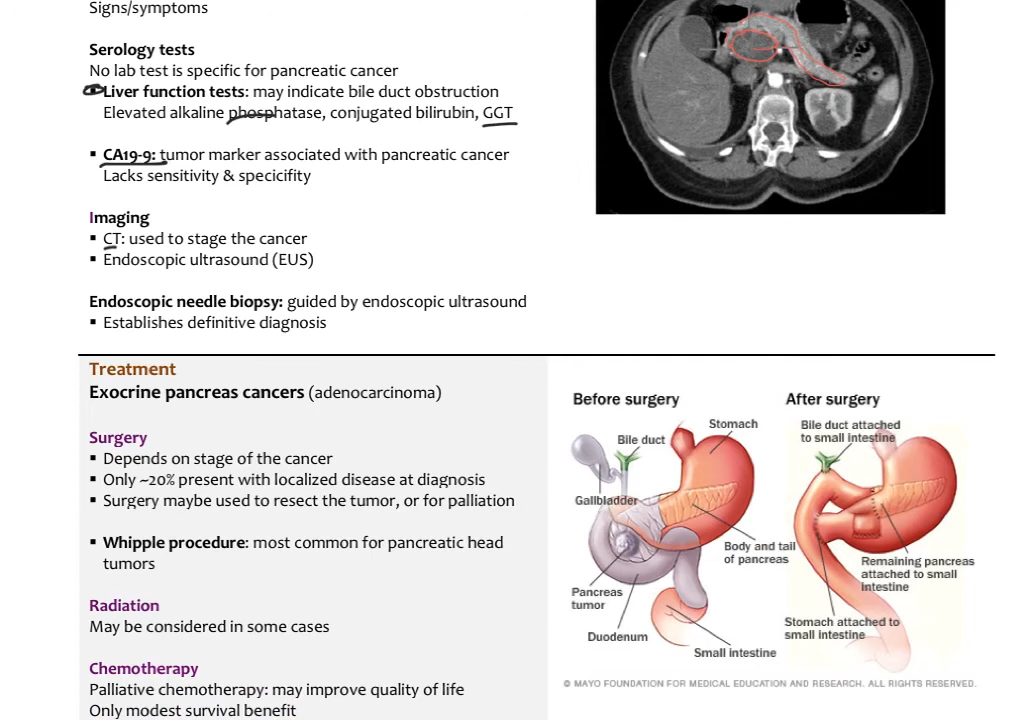 Signs/symptoms
Serology tests
No lab test is specific for pancreatic cancer
Liver function tests: may indicate bile duct obstruction
Elevated alkaline phosphatase, conjugated bilirubin, GGT
▪ CA19-9: tumor marker associated with pancreatic cancer
Lacks sensitivity & specicifity
Imaging
▪ CT: used to stage the cancer
▪ Endoscopic ultrasound (EUS)
Endoscopic needle biopsy: guided by endoscopic ultrasound
▪ Establishes definitive diagnosis
Treatment
Exocrine pancreas cancers (adenocarcinoma)
Surgery
▪ Depends on stage of the cancer
▪ Only ~20% present with localized disease at diagnosis
▪ Surgery maybe used to resect the tumor, or for palliation
▪ Whipple procedure: most common for pancreatic head
tumors
Radiation
May be considered in some cases
Chemotherapy
Palliative chemotherapy: may improve quality of life
Only modest survival benefit
Before surgery
Stomach
Bile duct
Gallbladder
Body and tail
of pancreas
Pancreas
tumor
Duodenum
Small intestine
After surgery
Bile duct attached
to small intestine
Remaining pancreas
attached to small
intestine
Stomach attached to
small intestine
© MAYO FOUNDATION FOR MEDICAL EDUCATION AND RESEARCH. ALL RIGHTS RESERVED.